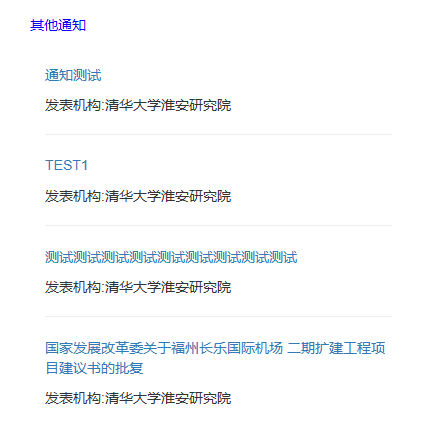 其他通知
通知测试
发表机构:清华大学淮安研究院
TEST1
发表机构:清华大学淮安研究院
测试测试测试测试测试测试测试测试测试
发表机构:清华大学淮安研究院
国家发展改革委关于福州长乐国际机场 二期扩建工程项
目建议书的批复
发表机构:清华大学淮安研究院